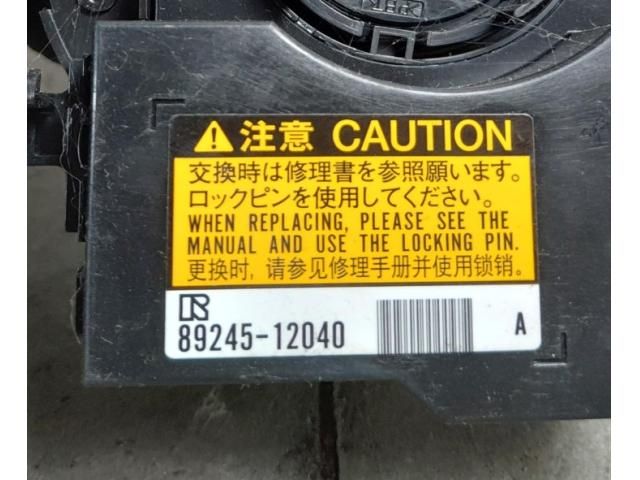 >PBT
注意 CAUTION
交換時は修理書を参照願います。
ロックピンを使用してください。
WHEN REPLACING, PLEASE SEE THE
MANUAL AND USE THE LOCKING PIN.
更换时, 请参见修理手册并使用锁销。
R
89245-12040
A